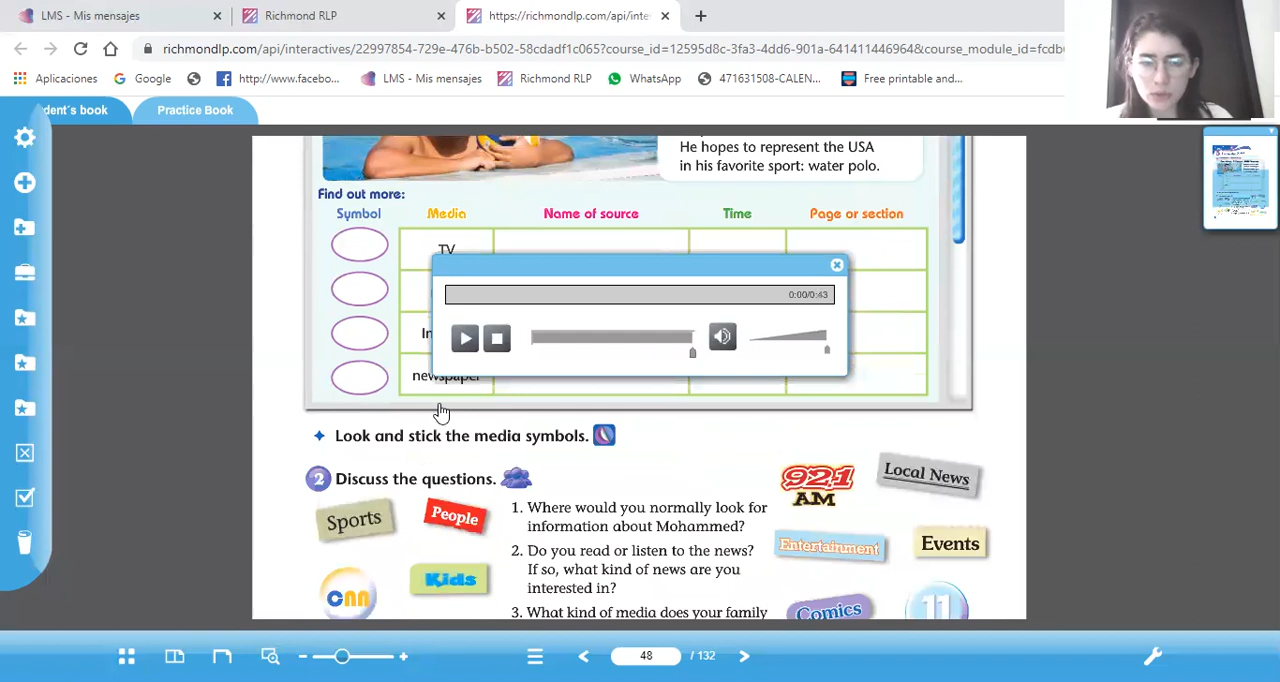 LMS - Mis mensajes
Richmond RLP
https://richmondlp.com/api/inte
richmondlp.com/api/interactives/22997854-729e-476b-b502-58cdadf1c065?course_id=12595d8c-3fa3-4dd6-901a-641411446964&course_module_id=fcdb
Aplicaciones
Google
http://www.facebo...
LMS - Mis mensajes
Richmond RLP
WhatsApp
471631508-CALEN...
Free printable and...
dent´s book
Practice Book
He hopes to represent the USA
in his favorite sport: water polo.
Find out more:
Symbol Media Name of source Time Page or section
TV
0:00/0:43
In
newspaper
Look and stick the media symbols.
2 Discuss the questions.
Sports
People
CNN
Kids
1. Where would you normally look for
information about Mohammed?
2. Do you read or listen to the news?
If so, what kind of news are you
interested in?
3. What kind of media does your family
92.1
AM
Local News
Entertainment
Events
Comics
11
48 / 132